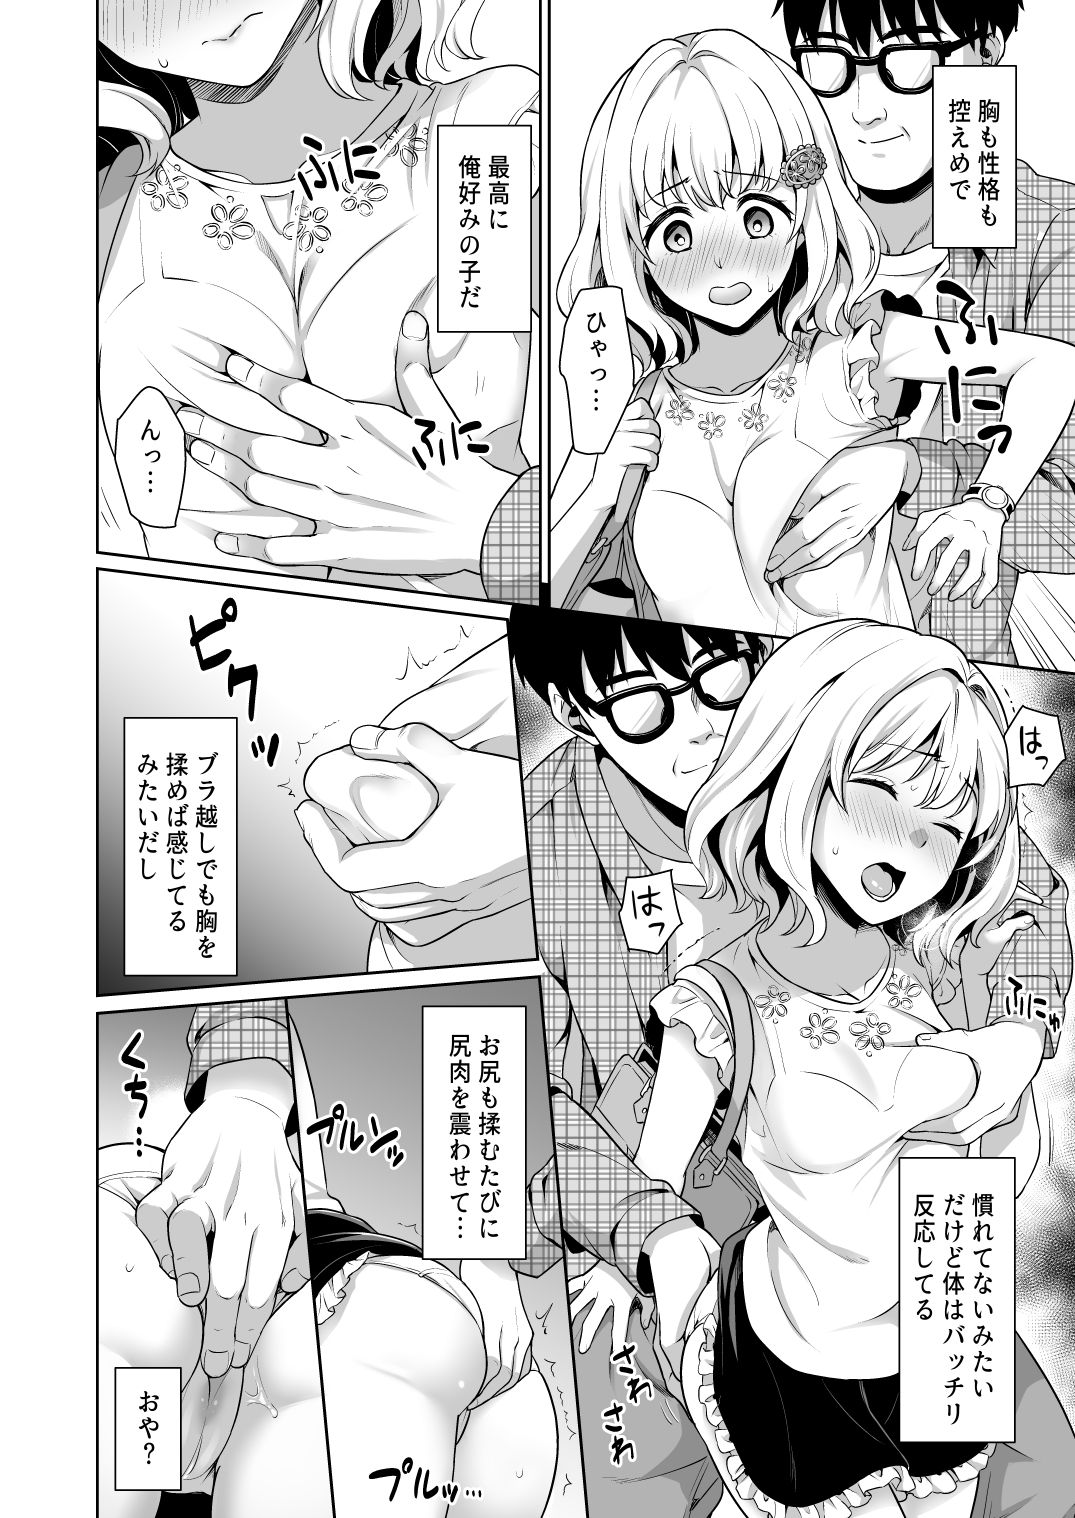 胸も性格も
控えめで
ふにっ
ひゃっ…
最高に
俺好みの子だ
ふに
ふに
んっ…
はっ
はっ
ふにゅ
慣れてないみたい
だけど体はバッチリ
反応してる
さわ
さわ
ピクッ
ブラ越しでも胸を
揉めば感じてる
みたいだし
お尻も揉むたびに
尻肉を震わせて…
プルンッ
プルッ…
くち…
おや?